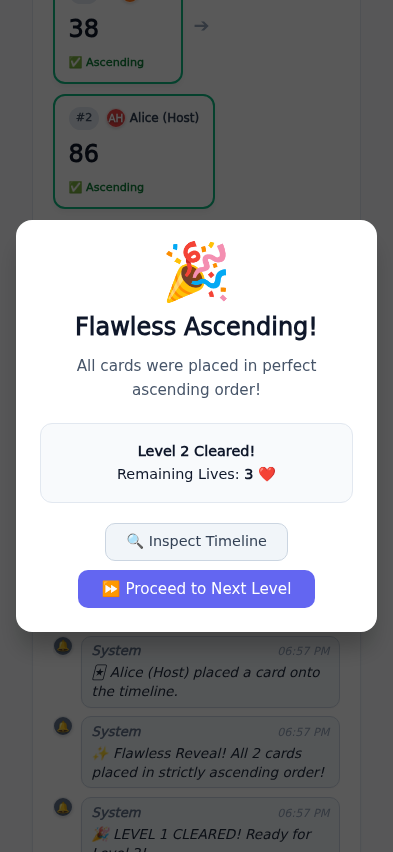 38
→
✅ Ascending
#2 AH Alice (Host)
86
✅ Ascending
Flawless Ascending!
All cards were placed in perfect
ascending order!
Level 2 Cleared!
Remaining Lives: 3 ❤️
🔍 Inspect Timeline
⏩ Proceed to Next Level
System 06:57 PM
🃏 Alice (Host) placed a card onto
the timeline.
System 06:57 PM
✨ Flawless Reveal! All 2 cards
placed in strictly ascending order!
System 06:57 PM
🎉 LEVEL 1 CLEARED! Ready for